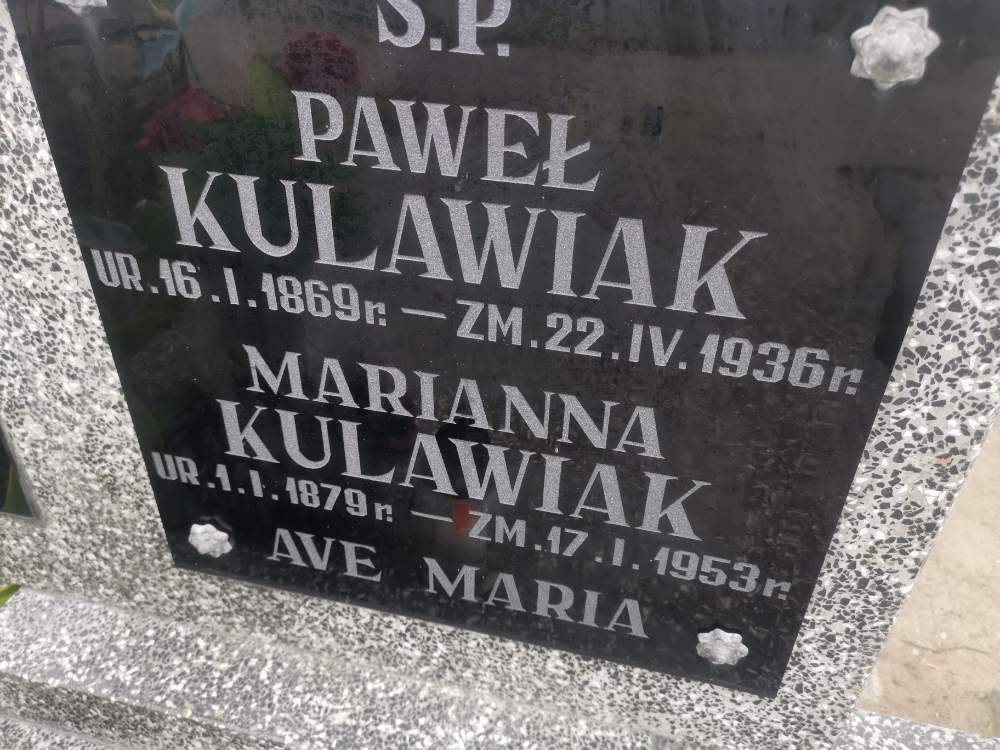 S.P.
PAWEŁ
KULAWIAK
UR.16.I.1869r. — ZM.22.IV.1936r.
MARIANNA
KULAWIAK
UR.1.I.1879r. — ZM.17.I.1953r.
AVE MARIA